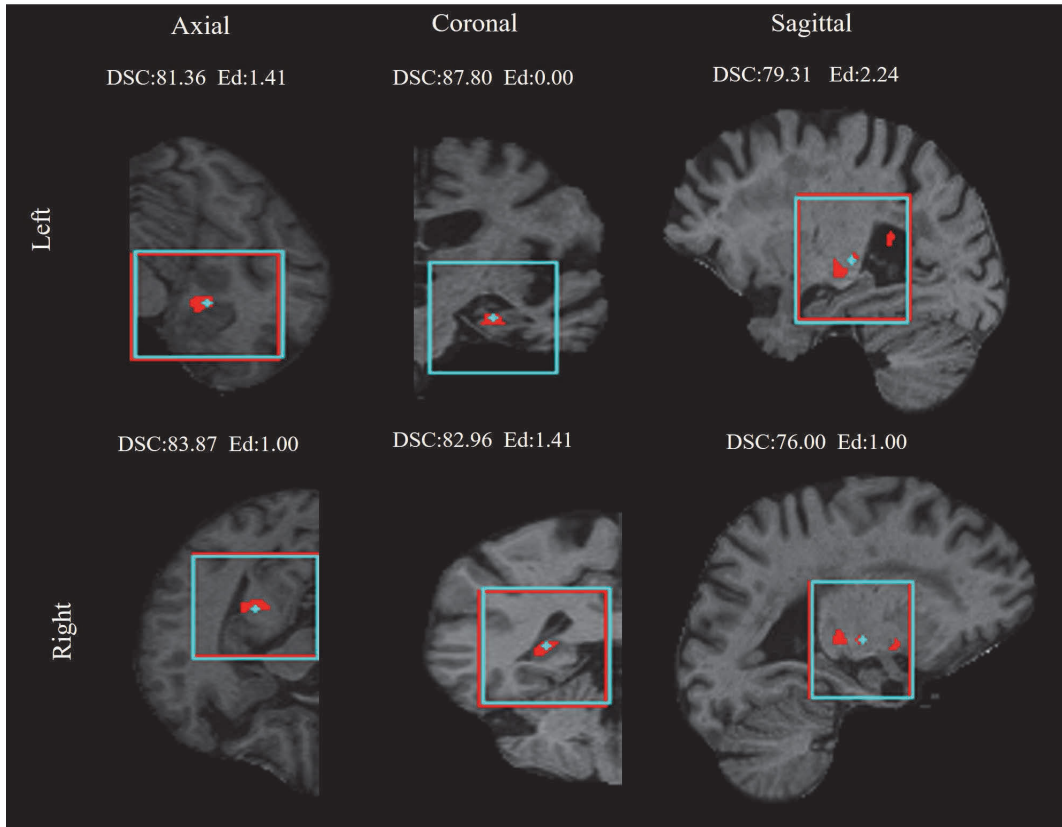 Axial Coronal Sagittal
DSC:81.36 Ed:1.41 DSC:87.80 Ed:0.00 DSC:79.31 Ed:2.24
Left
DSC:83.87 Ed:1.00 DSC:82.96 Ed:1.41 DSC:76.00 Ed:1.00
Right